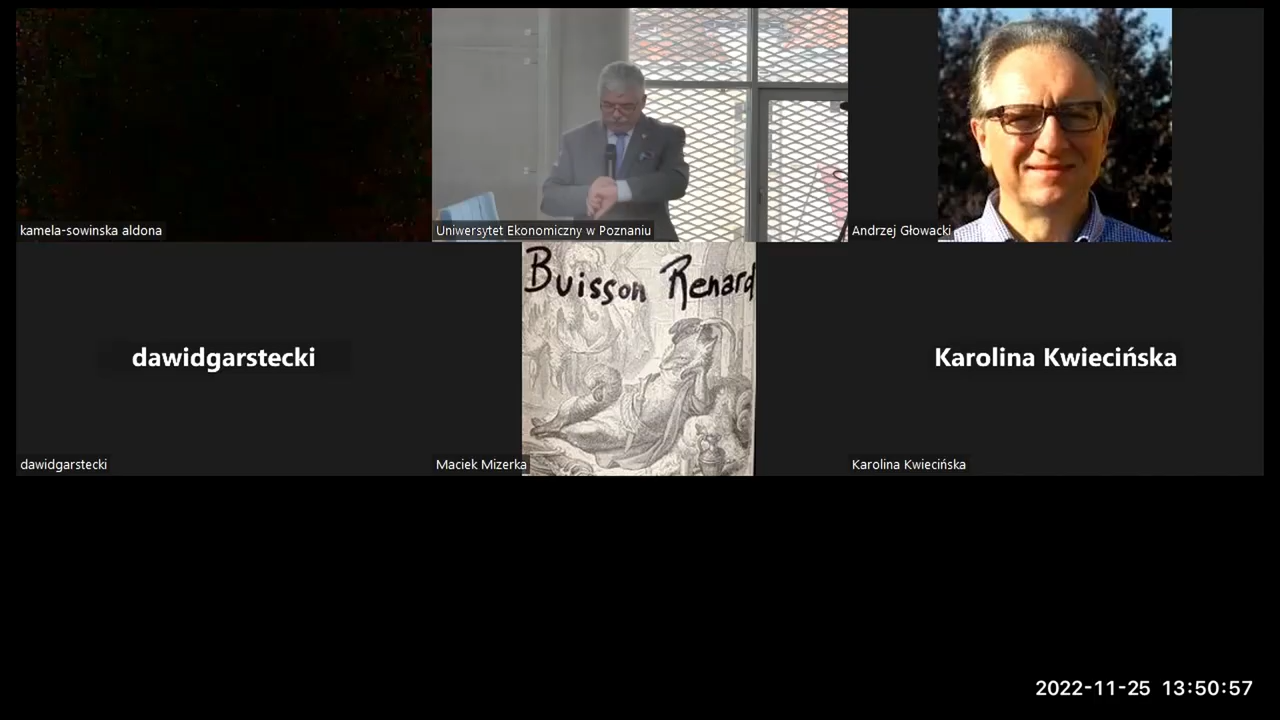 kamela-sowinska aldona
Uniwersytet Ekonomiczny w Poznaniu
Andrzej Głowacki
dawidgarstecki
Buisson Renard
Karolina Kwiecińska
dawidgarstecki
Maciek Mizerka
Karolina Kwiecińska
2022-11-25 13:50:57